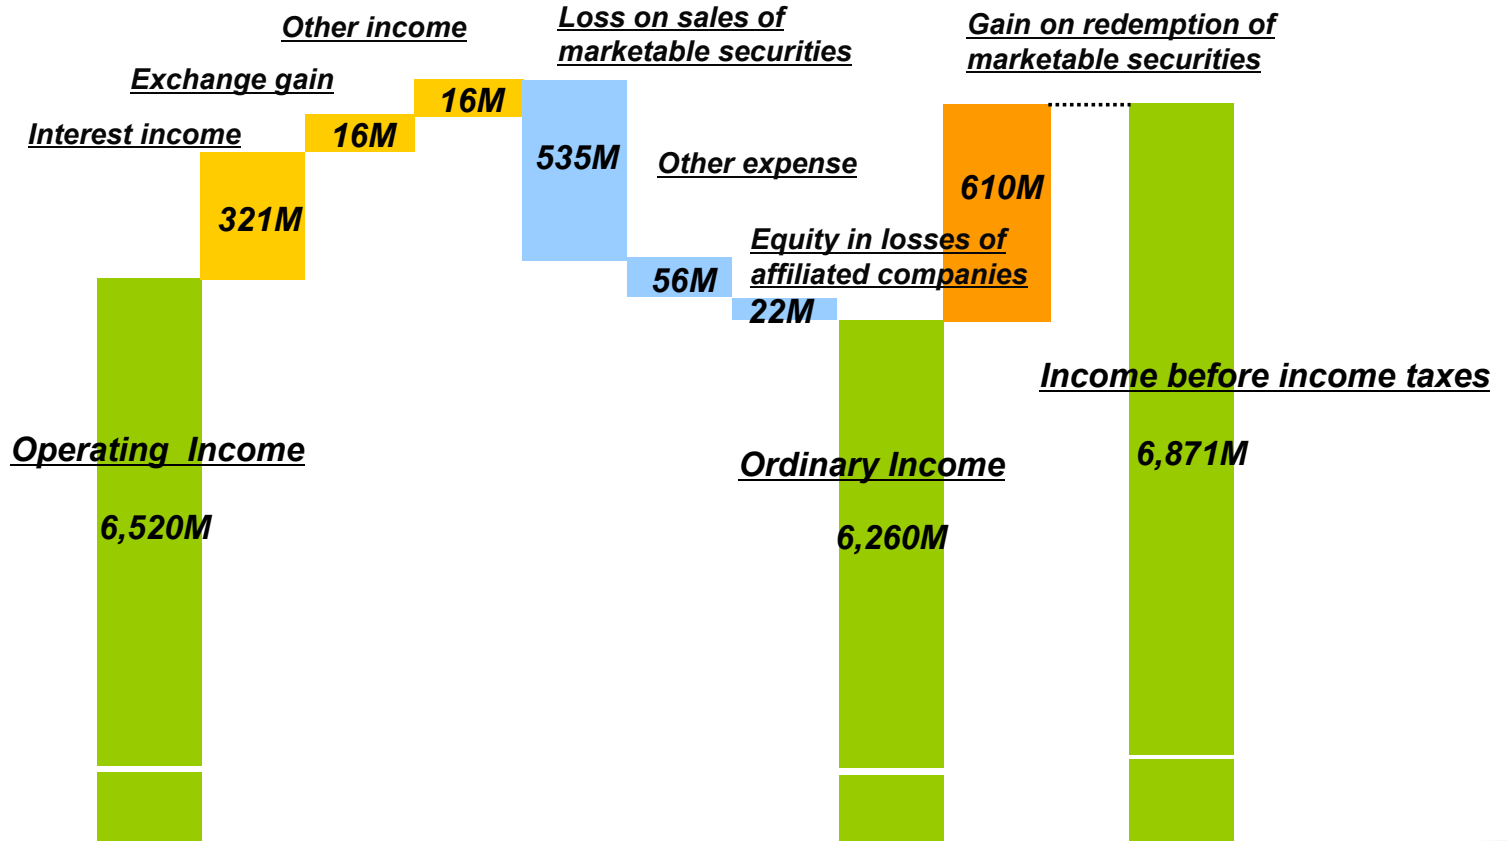 Other income
Loss on sales of
marketable securities
Gain on redemption of
marketable securities
Exchange gain
16M
Interest income
16M
535M
Other expense
610M
321M
Equity in losses of
affiliated companies
56M
22M
Income before income taxes
Operating  Income
Ordinary Income
6,871M
6,520M
6,260M